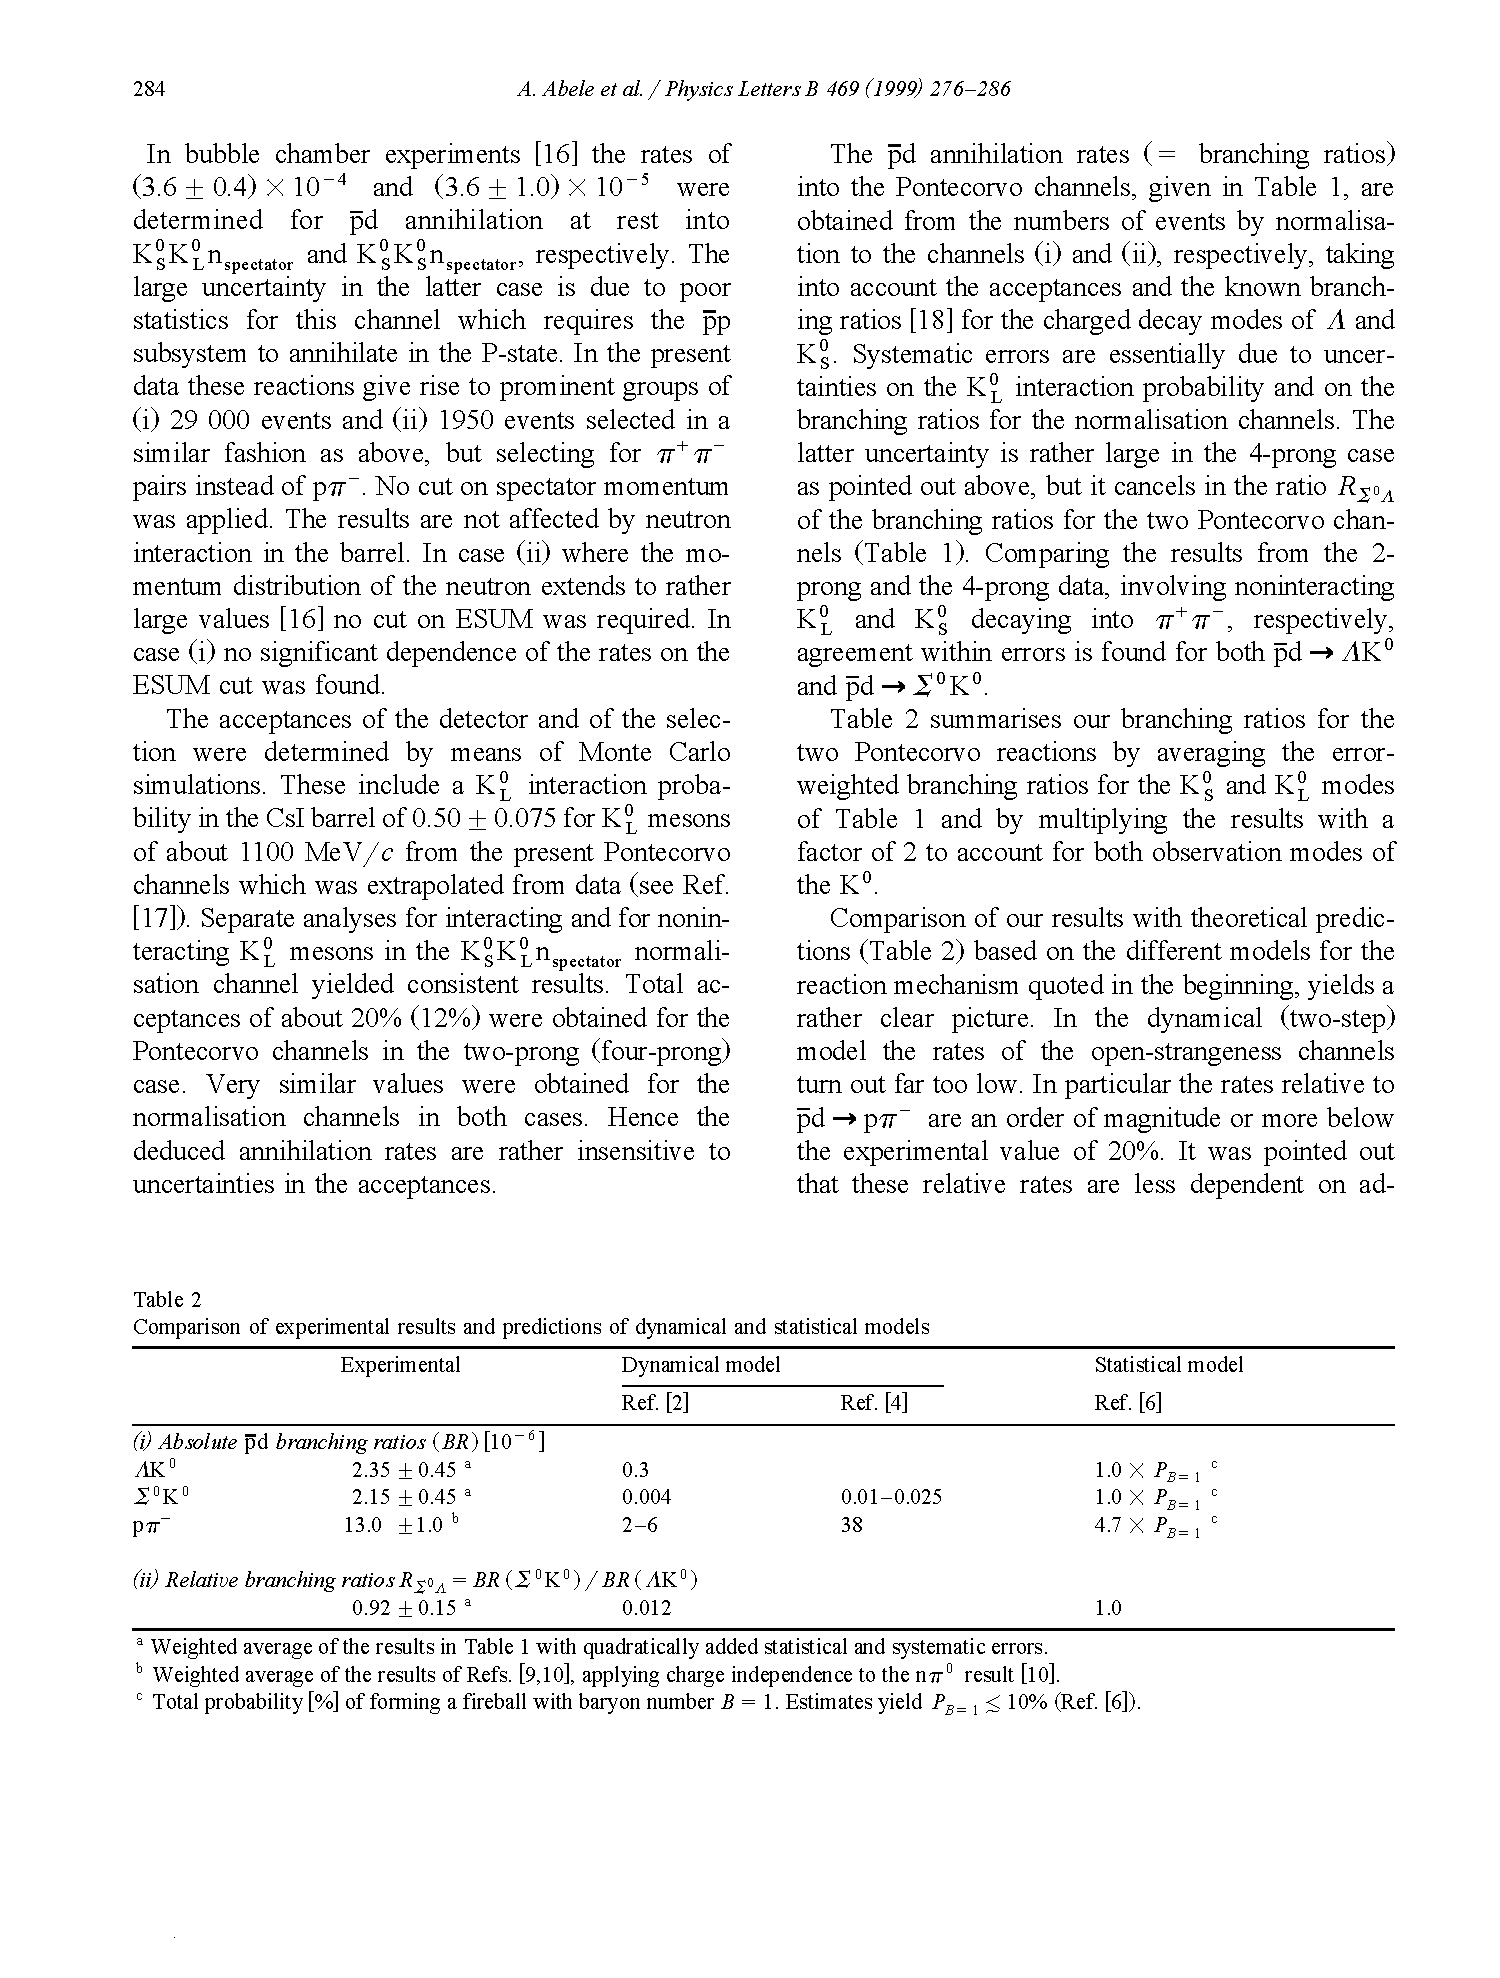 284
A. Abele et al. / Physics Letters B 469 (1999) 276–286
In bubble chamber experiments [16] the rates of
(3.6 ± 0.4) × 10⁻⁴ and (3.6 ± 1.0) × 10⁻⁵ were
determined for p̅d annihilation at rest into
K⁰_S K⁰_L n_spectator and K⁰_S K⁰_S n_spectator, respectively. The
large uncertainty in the latter case is due to poor
statistics for this channel which requires the p̅p
subsystem to annihilate in the P-state. In the present
data these reactions give rise to prominent groups of
(i) 29 000 events and (ii) 1950 events selected in a
similar fashion as above, but selecting for π⁺π⁻
pairs instead of pπ⁻. No cut on spectator momentum
was applied. The results are not affected by neutron
interaction in the barrel. In case (ii) where the mo-
mentum distribution of the neutron extends to rather
large values [16] no cut on ESUM was required. In
case (i) no significant dependence of the rates on the
ESUM cut was found.
The acceptances of the detector and of the selec-
tion were determined by means of Monte Carlo
simulations. These include a K⁰_L interaction proba-
bility in the CsI barrel of 0.50 ± 0.075 for K⁰_L mesons
of about 1100 MeV/c from the present Pontecorvo
channels which was extrapolated from data (see Ref.
[17]). Separate analyses for interacting and for nonin-
teracting K⁰_L mesons in the K⁰_S K⁰_L n_spectator normali-
sation channel yielded consistent results. Total ac-
ceptances of about 20% (12%) were obtained for the
Pontecorvo channels in the two-prong (four-prong)
case. Very similar values were obtained for the
normalisation channels in both cases. Hence the
deduced annihilation rates are rather insensitive to
uncertainties in the acceptances.
The p̅d annihilation rates (= branching ratios)
into the Pontecorvo channels, given in Table 1, are
obtained from the numbers of events by normalisa-
tion to the channels (i) and (ii), respectively, taking
into account the acceptances and the known branch-
ing ratios [18] for the charged decay modes of Λ and
K⁰_S. Systematic errors are essentially due to uncer-
tainties on the K⁰_L interaction probability and on the
branching ratios for the normalisation channels. The
latter uncertainty is rather large in the 4-prong case
as pointed out above, but it cancels in the ratio R_Σ⁰Λ
of the branching ratios for the two Pontecorvo chan-
nels (Table 1). Comparing the results from the 2-
prong and the 4-prong data, involving noninteracting
K⁰_L and K⁰_S decaying into π⁺π⁻, respectively,
agreement within errors is found for both p̅d → ΛK⁰
and p̅d → Σ⁰K⁰.
Table 2 summarises our branching ratios for the
two Pontecorvo reactions by averaging the error-
weighted branching ratios for the K⁰_S and K⁰_L modes
of Table 1 and by multiplying the results with a
factor of 2 to account for both observation modes of
the K⁰.
Comparison of our results with theoretical predic-
tions (Table 2) based on the different models for the
reaction mechanism quoted in the beginning, yields a
rather clear picture. In the dynamical (two-step)
model the rates of the open-strangeness channels
turn out far too low. In particular the rates relative to
p̅d → pπ⁻ are an order of magnitude or more below
the experimental value of 20%. It was pointed out
that these relative rates are less dependent on ad-
Table 2
Comparison of experimental results and predictions of dynamical and statistical models
Experimental Dynamical model Statistical model
Ref. [2] Ref. [4] Ref. [6]
(i) Absolute p̅d branching ratios (BR) [10⁻⁶]
ΛK⁰ 2.35 ± 0.45 ᵃ 0.3 1.0 × P_B=1 ᶜ
Σ⁰K⁰ 2.15 ± 0.45 ᵃ 0.004 0.01–0.025 1.0 × P_B=1 ᶜ
pπ⁻ 13.0 ±1.0 ᵇ 2–6 38 4.7 × P_B=1 ᶜ
(ii) Relative branching ratios R_Σ⁰Λ = BR(Σ⁰K⁰)/BR(ΛK⁰)
0.92 ± 0.15 ᵃ 0.012 1.0
ᵃ Weighted average of the results in Table 1 with quadratically added statistical and systematic errors.
ᵇ Weighted average of the results of Refs. [9,10], applying charge independence to the nπ⁰ result [10].
ᶜ Total probability [%] of forming a fireball with baryon number B = 1. Estimates yield P_B=1 ≲ 10% (Ref. [6]).